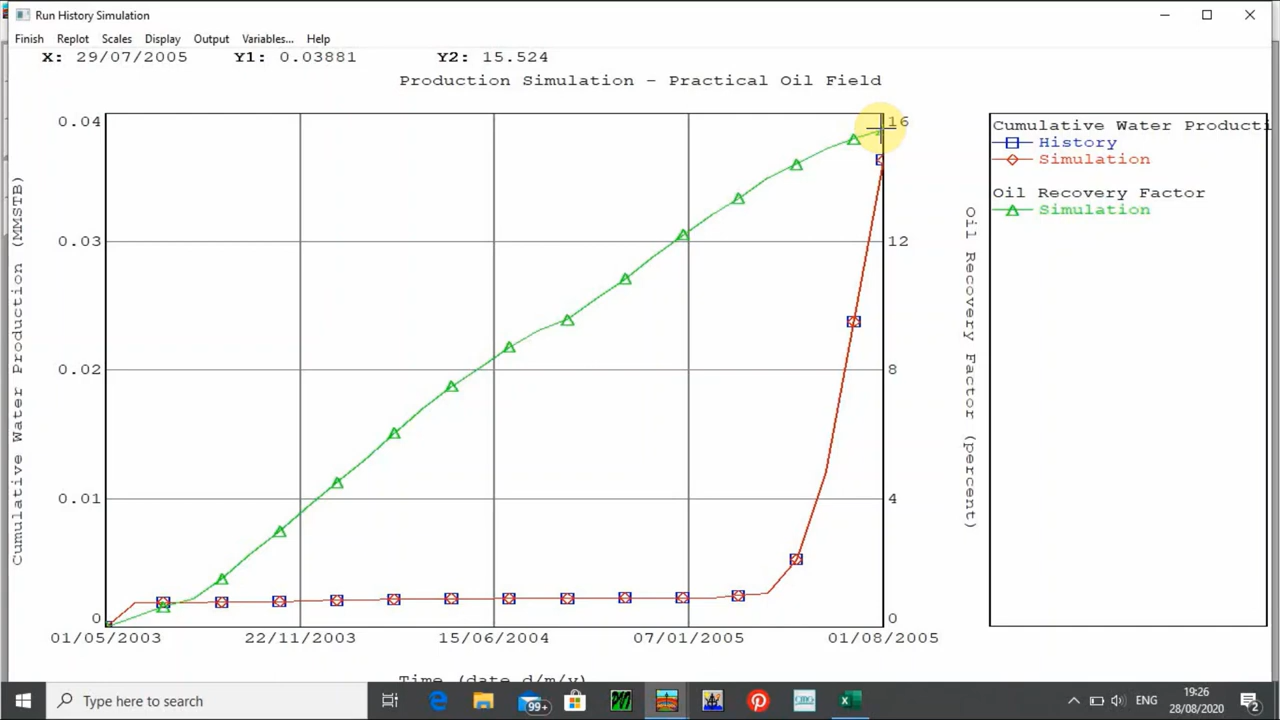 Run History Simulation
Finish Replot Scales Display Output Variables... Help
X: 29/07/2005 Y1: 0.03881 Y2: 15.524
Production Simulation - Practical Oil Field
0.04
0.03
0.02
0.01
0
Cumulative Water Production (MMSTB)
16
12
8
4
0
Oil Recovery Factor (percent)
01/05/2003 22/11/2003 15/06/2004 07/01/2005 01/08/2005
Time (date d/m/y)
Cumulative Water Producti
History
Simulation
Oil Recovery Factor
Simulation
Type here to search
99+
ENG
19:26
28/08/2020
2